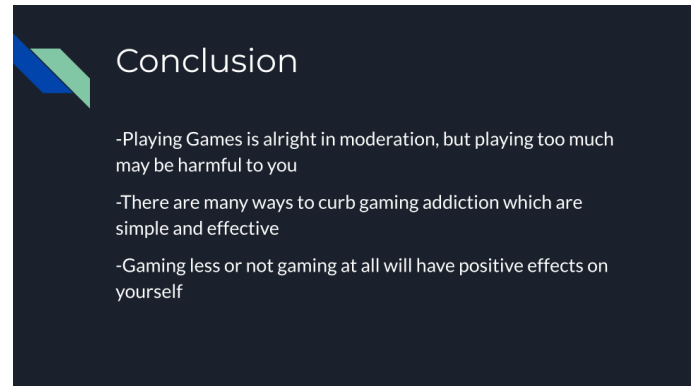 Conclusion
-Playing Games is alright in moderation, but playing too much
may be harmful to you
-There are many ways to curb gaming addiction which are
simple and effective
-Gaming less or not gaming at all will have positive effects on
yourself